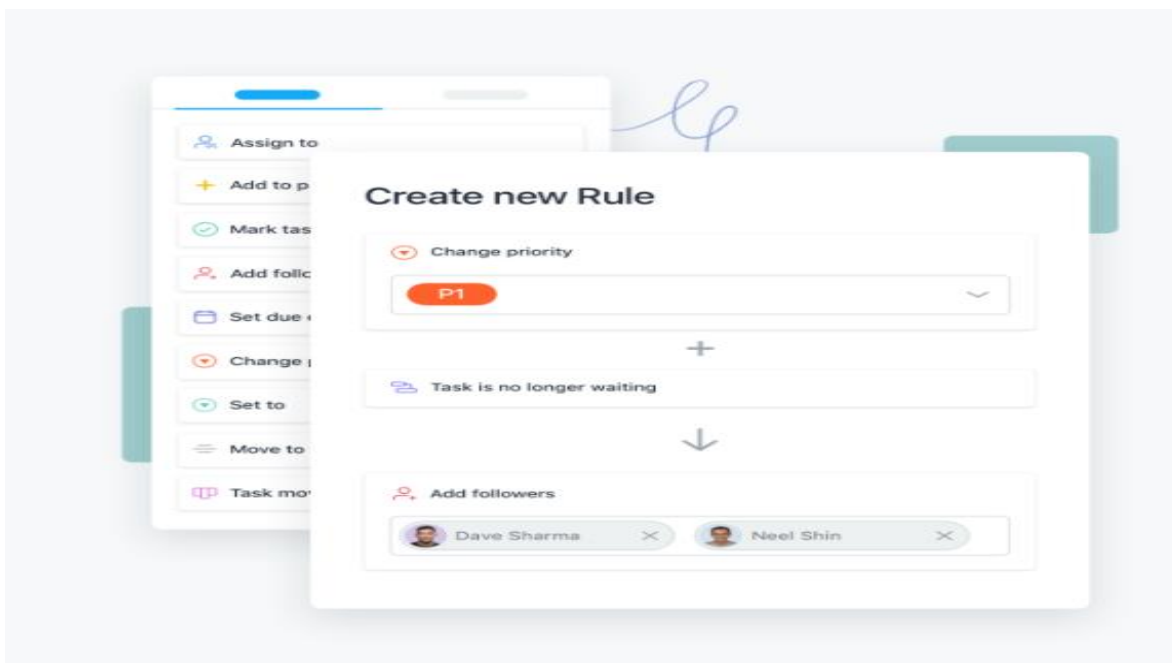 Assign to
Add to p
Mark tas
Add follo
Set due
Change
Set to
Move to
Task mo
Create new Rule
Change priority
P1
Task is no longer waiting
Add followers
Dave Sharma
Neel Shin